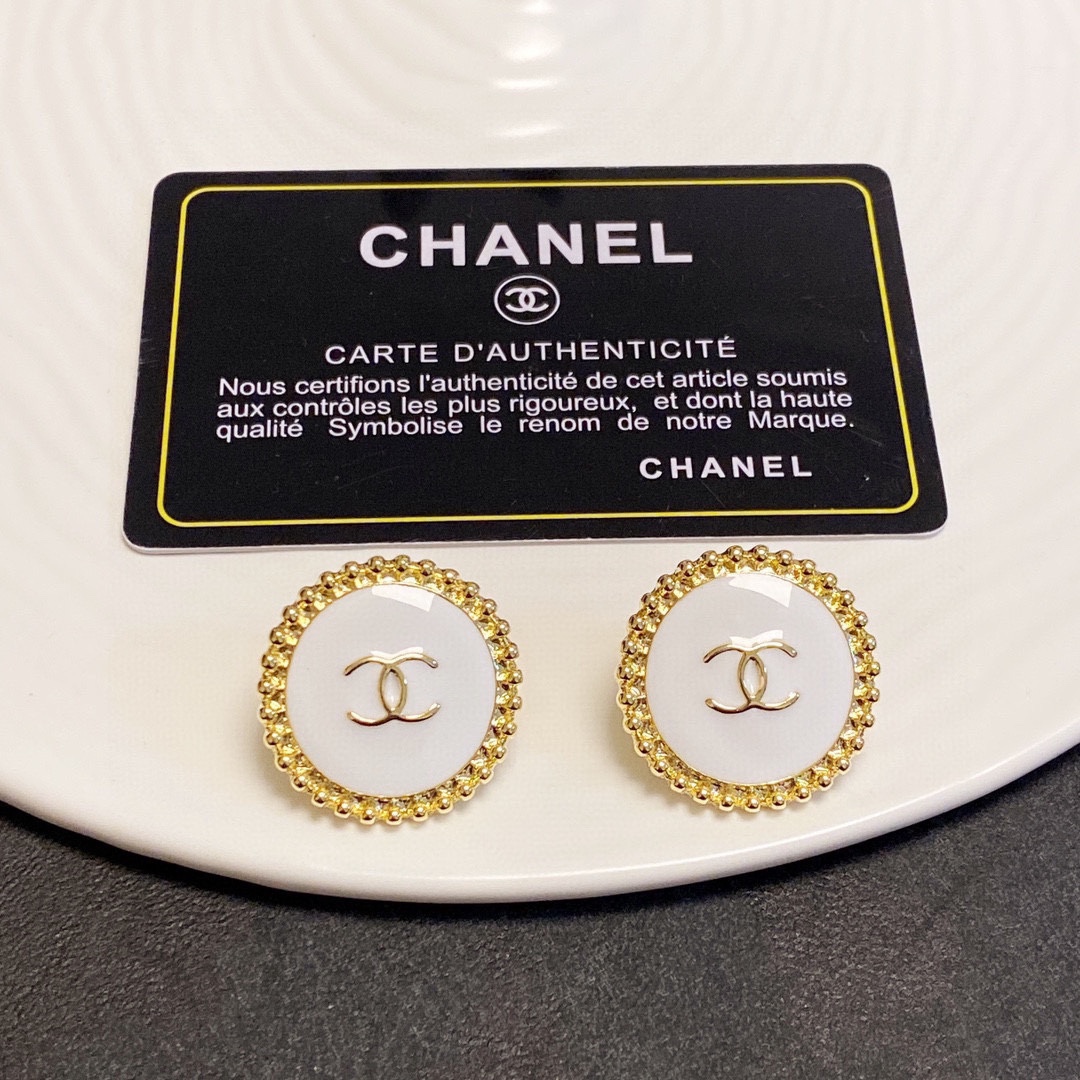 CHANEL
CARTE D'AUTHENTICITÉ
Nous certifions l'authenticité de cet article soumis
aux contrôles les plus rigoureux, et dont la haute
qualité Symbolise le renom de notre Marque.
CHANEL